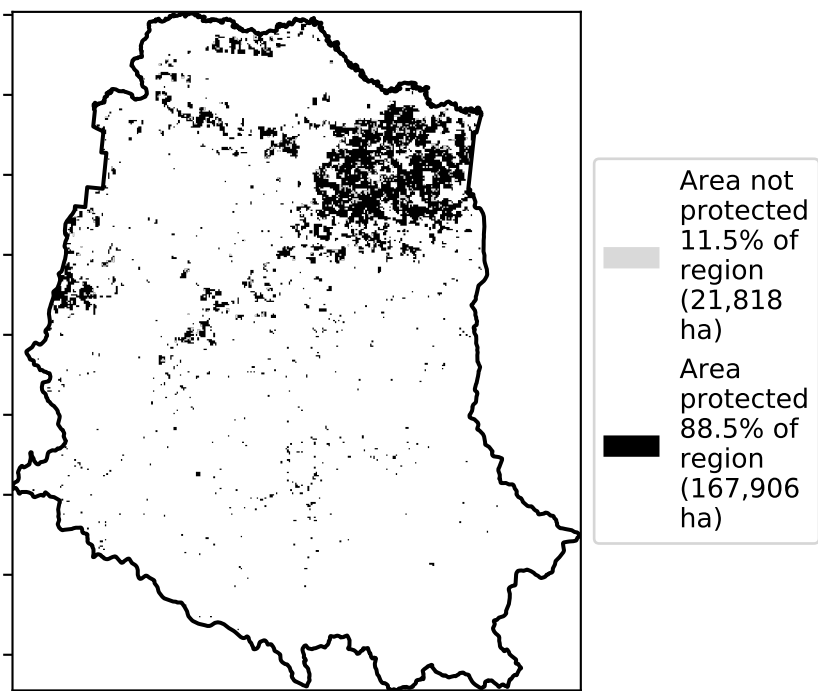 Area not
protected
11.5% of
region
(21,818
ha)
Area
protected
88.5% of
region
(167,906
ha)